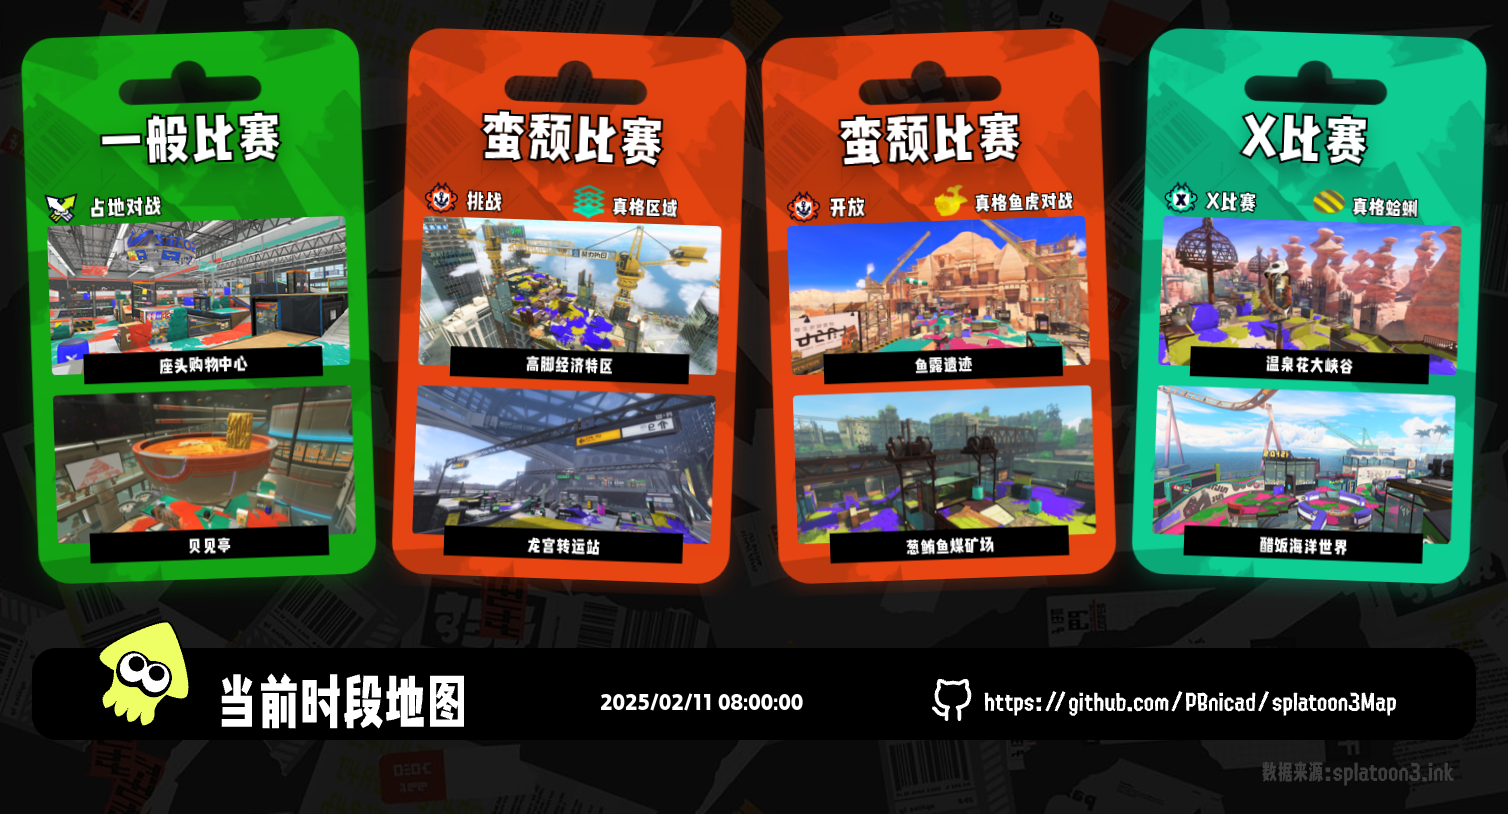 一般比赛
占地对战
座头购物中心
贝见亭
蛮颓比赛
挑战
真格区域
高脚经济特区
龙宫转运站
蛮颓比赛
开放
真格鱼虎对战
鱼露遗迹
葱鲔鱼煤矿场
X比赛
X比赛
真格蛤蜊
温泉花大峡谷
醋饭海洋世界
当前时段地图
2025/02/11 08:00:00
https://github.com/PBnicad/splatoon3Map
数据来源:splatoon3.ink